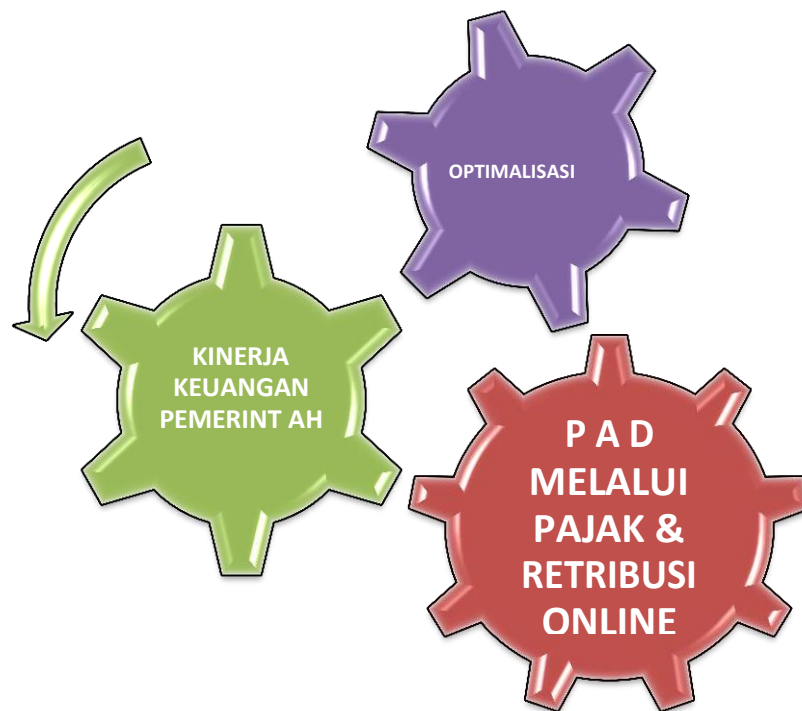 OPTIMALISASI
KINERJA
KEUANGAN
PEMERINT AH
P A D
MELALUI
PAJAK &
RETRIBUSI
ONLINE